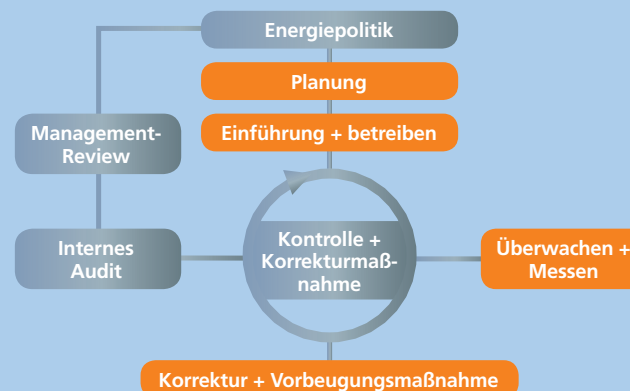 Energiepolitik
Planung
Einführung + betreiben
Management-
Review
Internes
Audit
Kontrolle +
Korrekturmaß-
nahme
Überwachen +
Messen
Korrektur + Vorbeugungsmaßnahme